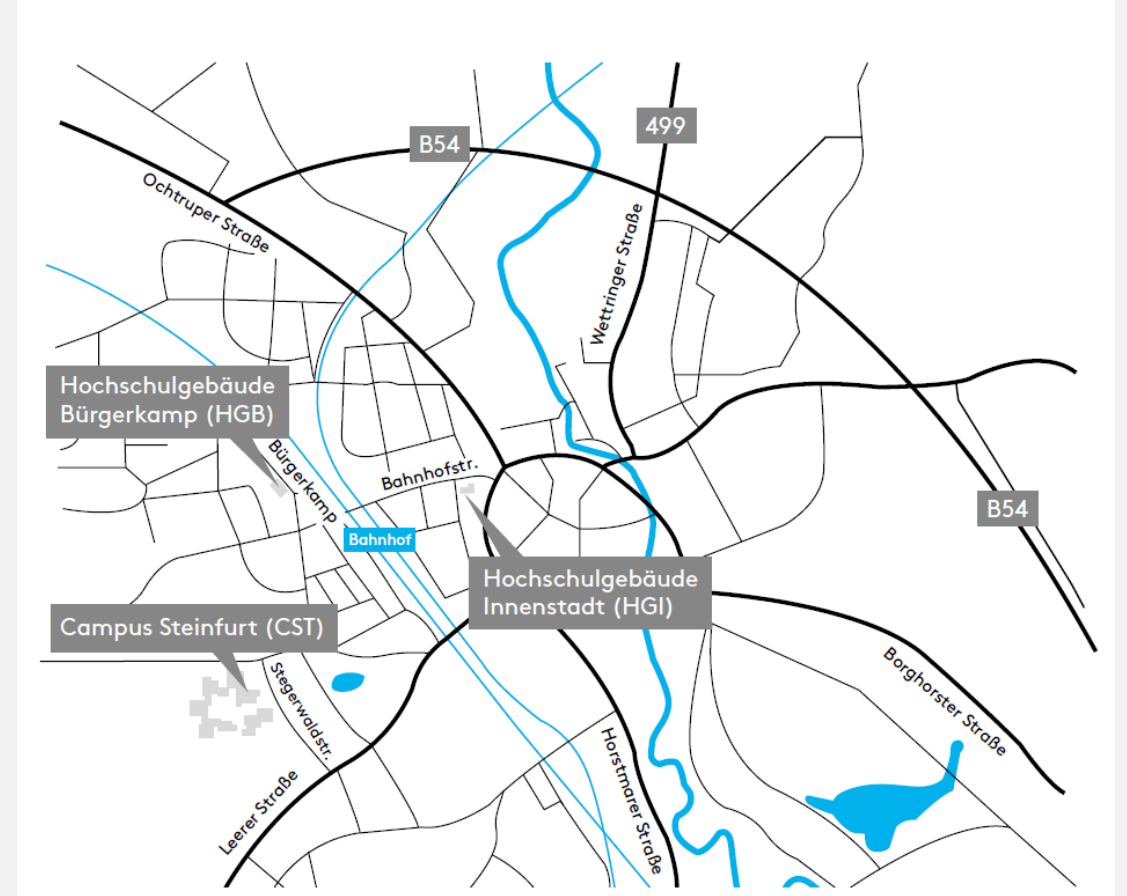 499
B54
Ochtruper Straße
Wettringer Straße
Hochschulgebäude
Bürgerkamp (HGB)
Bürgerkamp
Bahnhofstr.
B54
Bahnhof
Hochschulgebäude
Innenstadt (HGI)
Campus Steinfurt (CST)
Stegerwaldstr.
Borghorster Straße
Horstmarer Straße
Leerer Straße